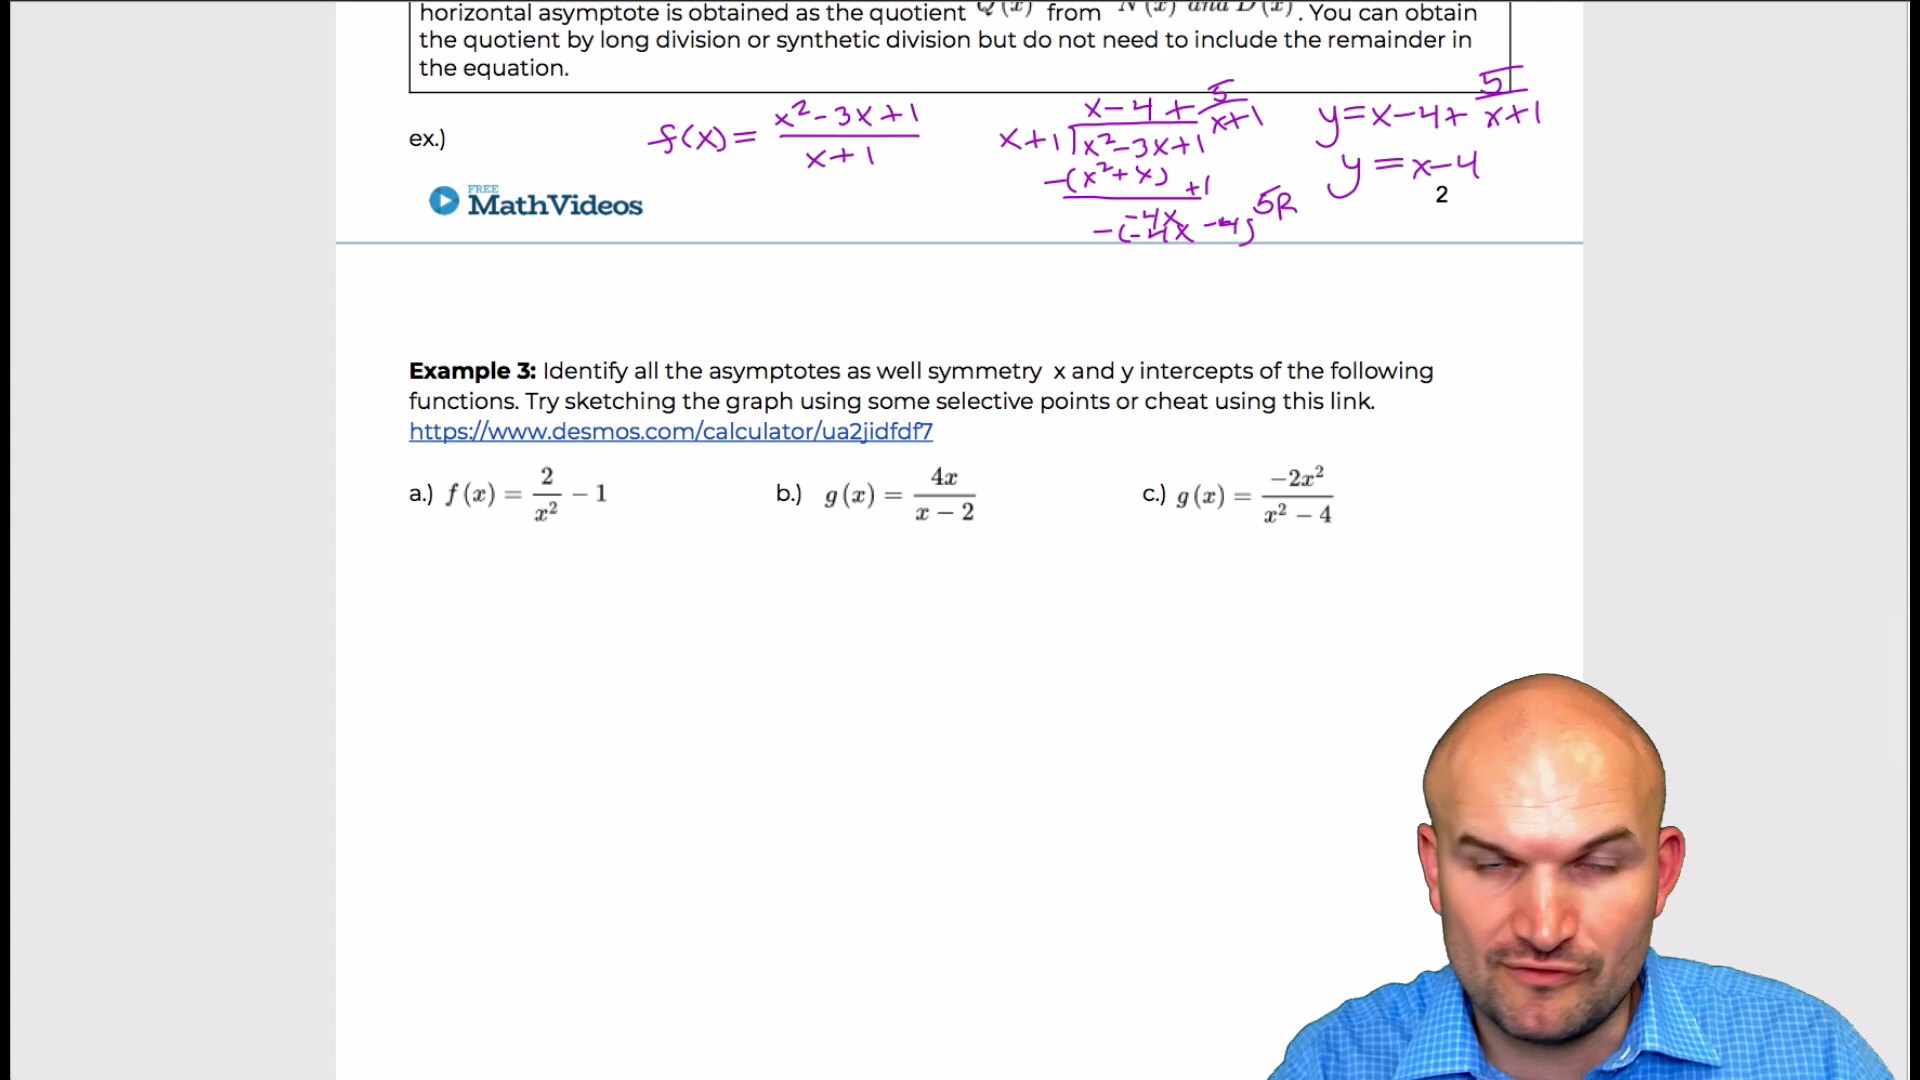 horizontal asymptote is obtained as the quotient Q(x) from N(x) and D(x). You can obtain
the quotient by long division or synthetic division but do not need to include the remainder in
the equation.
ex.) f(x) = x² - 3x + 1 / x + 1
x - 4 + 5 / x + 1
x + 1 x² - 3x + 1
-(x² + x)
+1
-4x
-(-4x - 4)
5R
y = x - 4 + 5 / x + 1
y = x - 4
FREE
MathVideos
2
Example 3: Identify all the asymptotes as well symmetry x and y intercepts of the following
functions. Try sketching the graph using some selective points or cheat using this link.
https://www.desmos.com/calculator/ua2jidfdf7
a.) f(x) = 2 / x² - 1
b.) g(x) = 4x / x - 2
c.) g(x) = -2x² / x² - 4